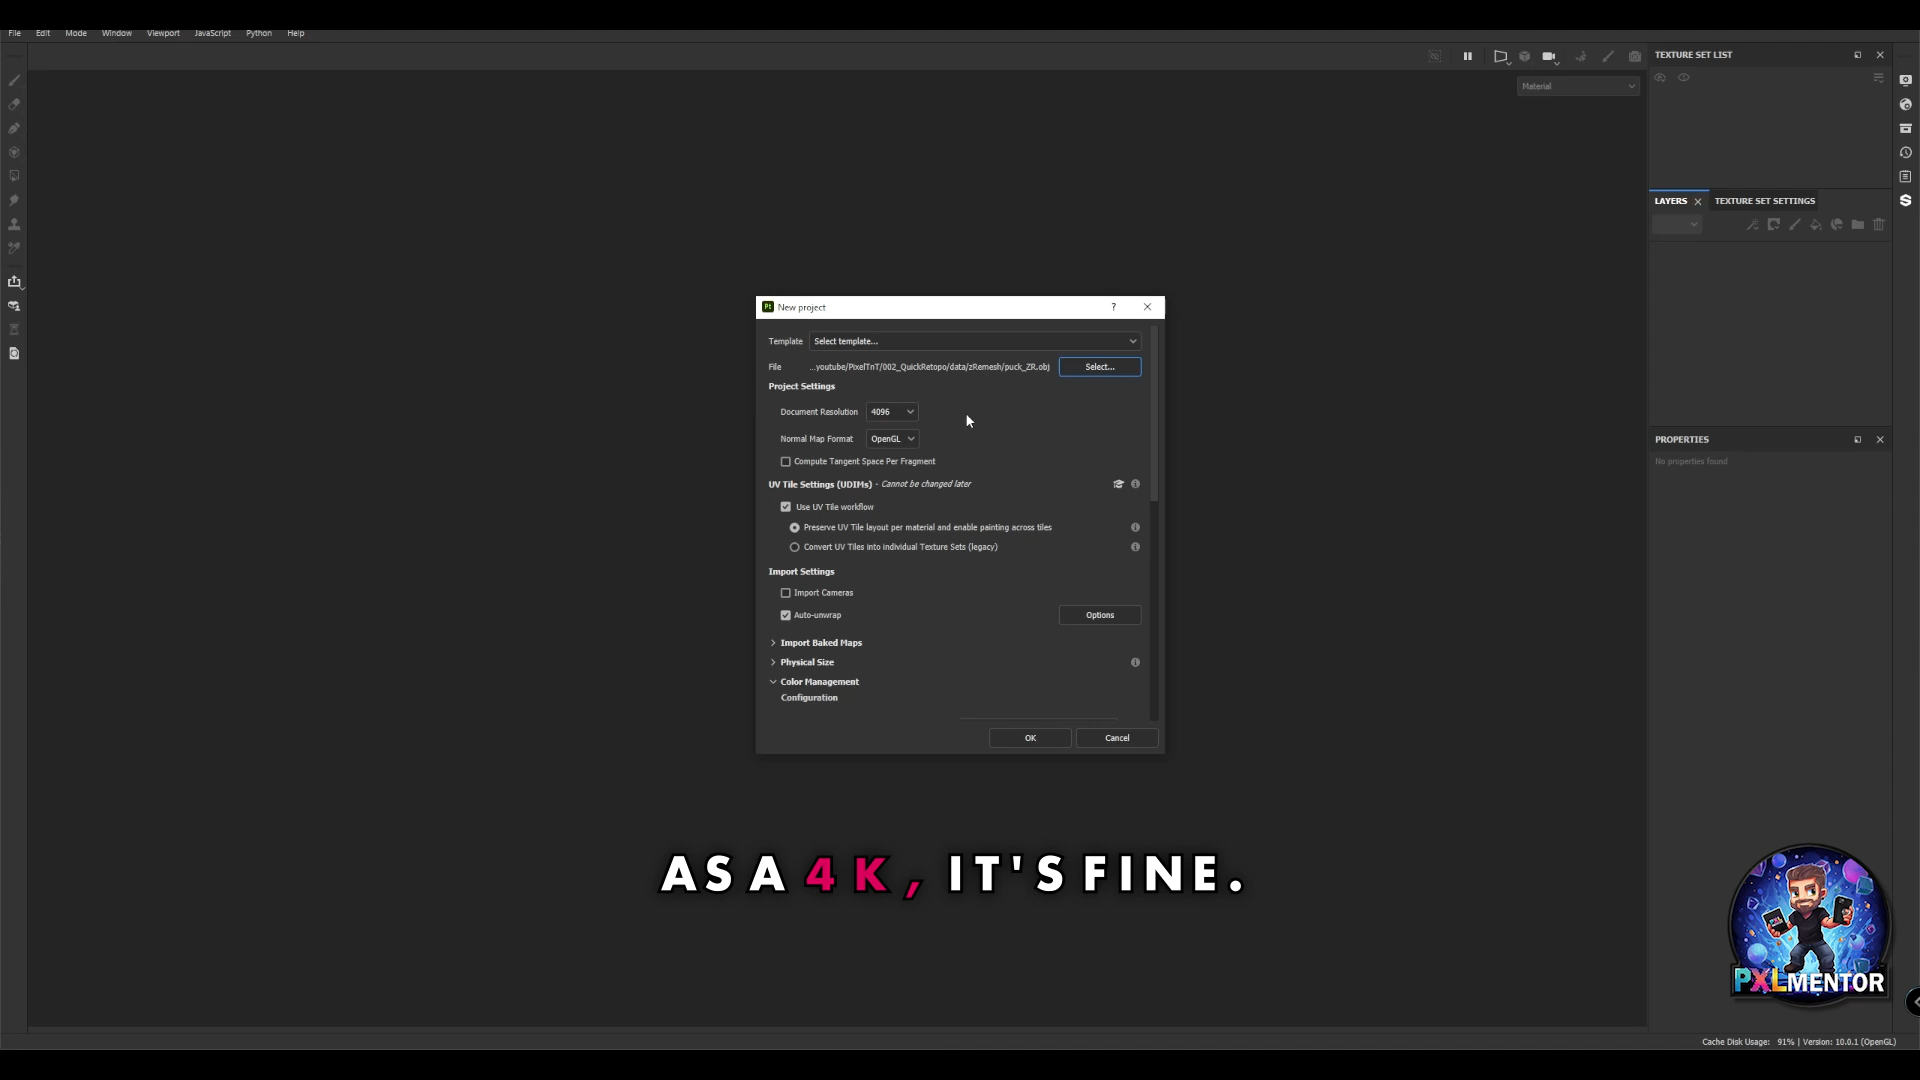 File Edit Mode Window Viewport JavaScript Python Help
TEXTURE SET LIST
Material
LAYERS TEXTURE SET SETTINGS
Pt New project ?
Template Select template...
File ...youtube/PixelTnT/002_QuickRetopo/data/zRemesh/puck_ZR.obj Select...
Project Settings
Document Resolution 4096
Normal Map Format OpenGL
Compute Tangent Space Per Fragment
UV Tile Settings (UDIMs) - Cannot be changed later
Use UV Tile workflow
Preserve UV Tile layout per material and enable painting across tiles
Convert UV Tiles into individual Texture Sets (legacy)
Import Settings
Import Cameras
Auto-unwrap Options
Import Baked Maps
Physical Size
Color Management
Configuration
OK Cancel
PROPERTIES
No properties found
AS A 4K, IT'S FINE.
PXLMENTOR
Cache Disk Usage: 91% | Version: 10.0.1 (OpenGL)